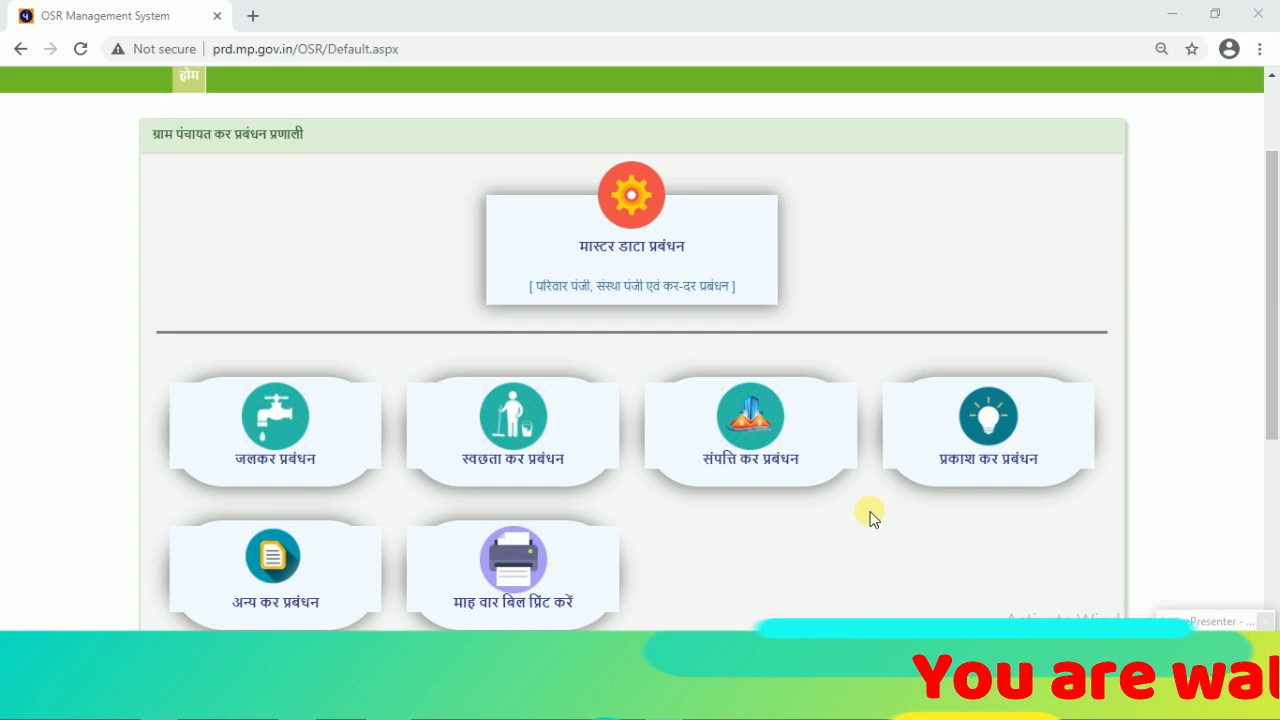 OSR Management System
Not secure
prd.mp.gov.in/OSR/Default.aspx
होम
ग्राम पंचायत कर प्रबंधन प्रणाली
मास्टर डाटा प्रबंधन
[ परिवार पंजी, संस्था पंजी एवं कर-दर प्रबंधन ]
जलकर प्रबंधन
स्वछता कर प्रबंधन
संपत्ति कर प्रबंधन
प्रकाश कर प्रबंधन
अन्य कर प्रबंधन
माह वार बिल प्रिंट करें
Presenter - ...
You are wal